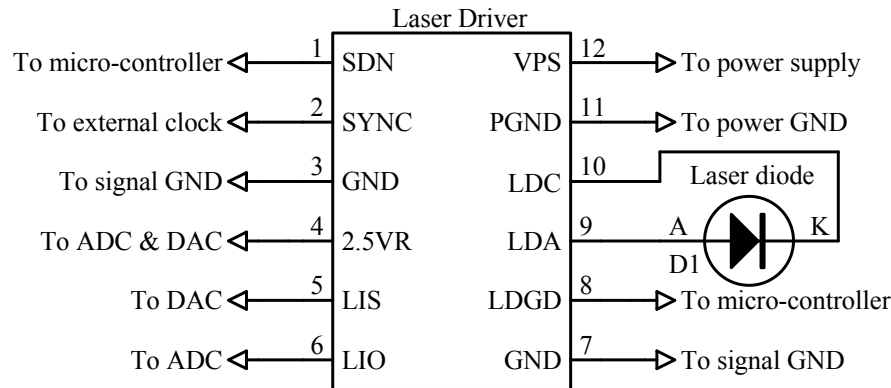 Laser Driver
To micro-controller 1 SDN VPS 12 To power supply
To external clock 2 SYNC PGND 11 To power GND
To signal GND 3 GND LDC 10 Laser diode
To ADC & DAC 4 2.5VR LDA 9 A K
D1
To DAC 5 LIS LDGD 8 To micro-controller
To ADC 6 LIO GND 7 To signal GND